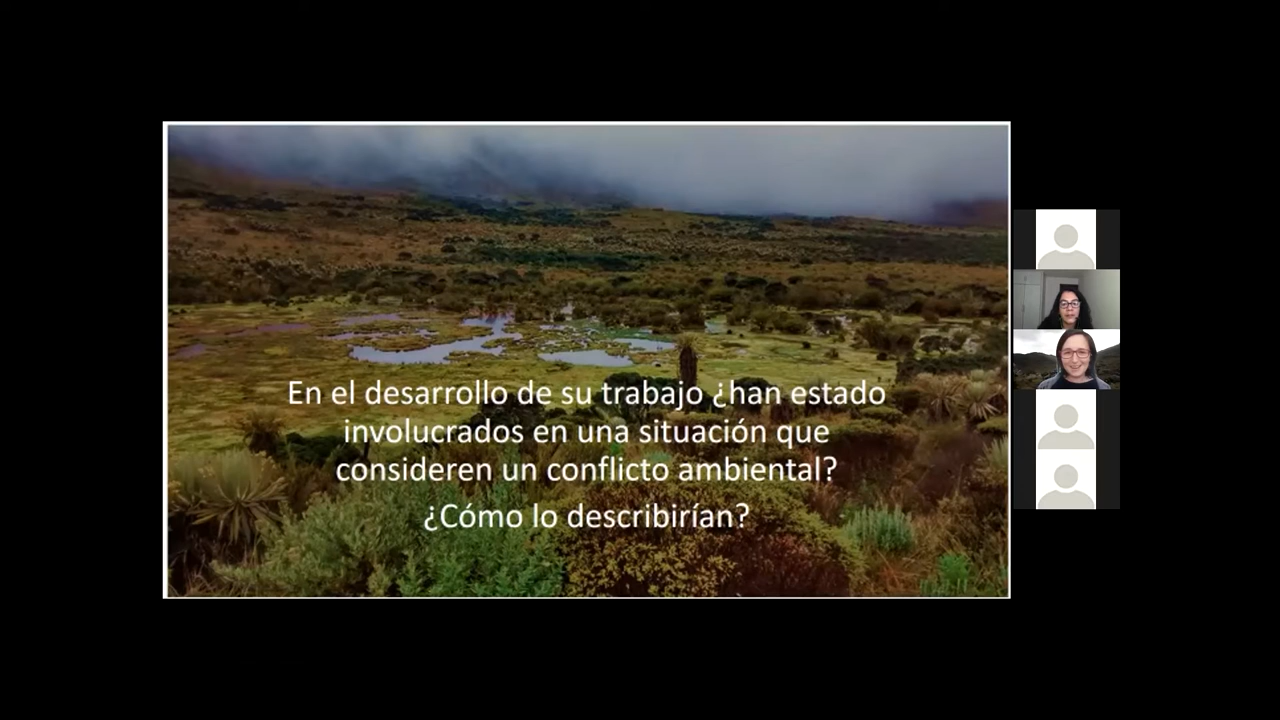 En el desarrollo de su trabajo ¿han estado
involucrados en una situación que
consideren un conflicto ambiental?
¿Cómo lo describirían?